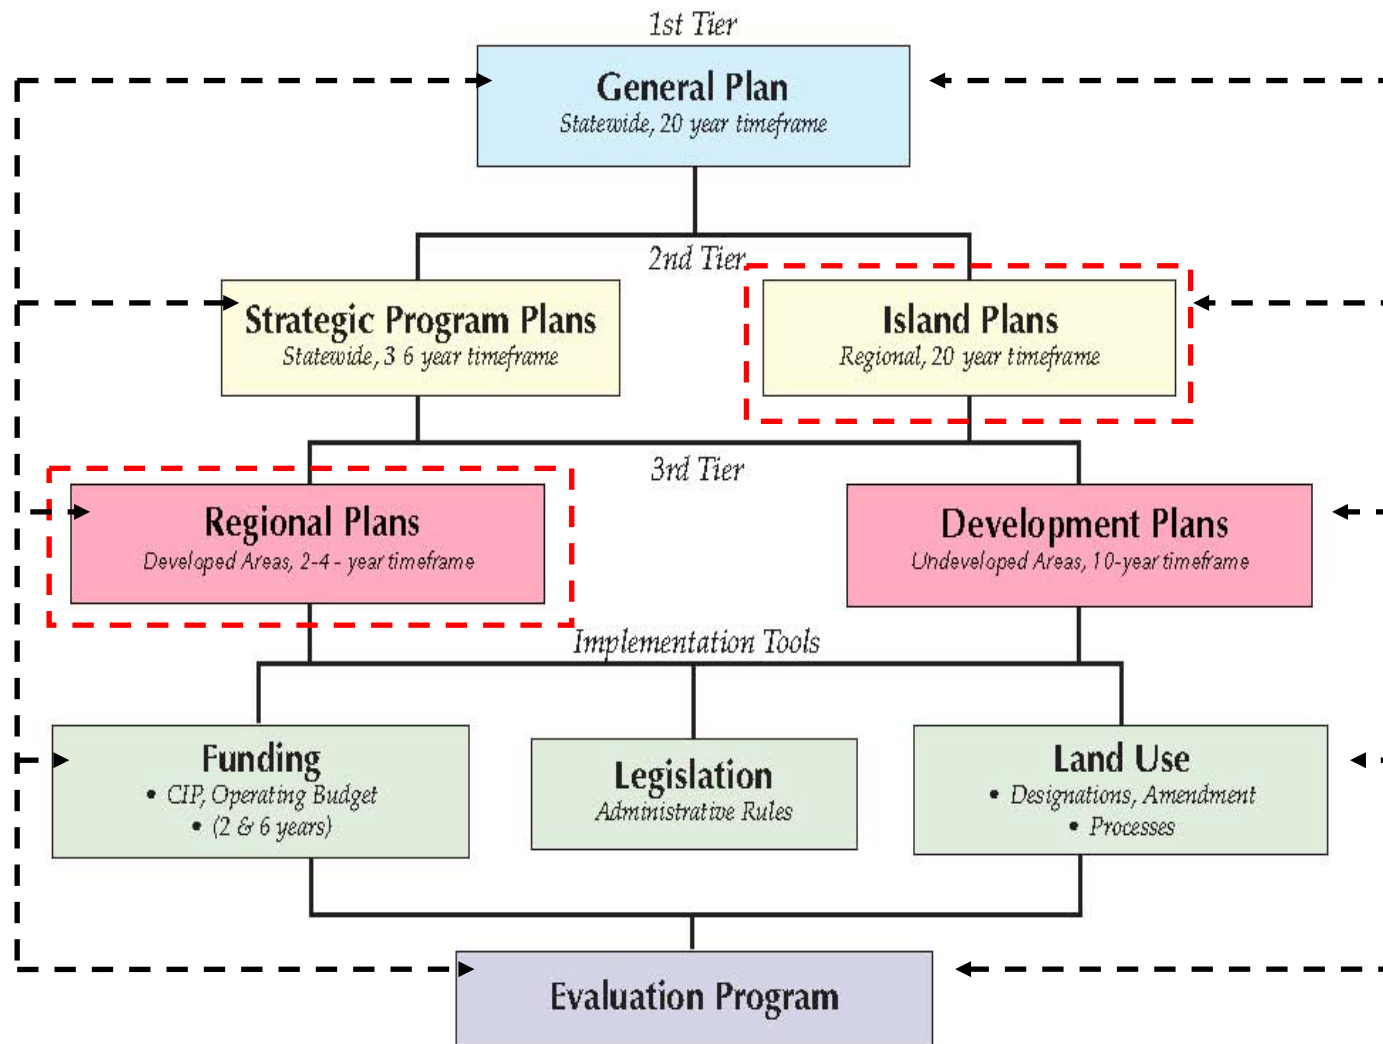 1st Tier
General Plan
Statewide, 20 year timeframe
2nd Tier
Strategic Program Plans
Statewide, 3 6 year timeframe
Island Plans
Regional, 20 year timeframe
3rd Tier
Regional Plans
Developed Areas, 2-4 - year timeframe
Development Plans
Undeveloped Areas, 10-year timeframe
Implementation Tools
Funding
• CIP, Operating Budget
• (2 & 6 years)
Legislation
Administrative Rules
Land Use
• Designations, Amendment
• Processes
Evaluation Program